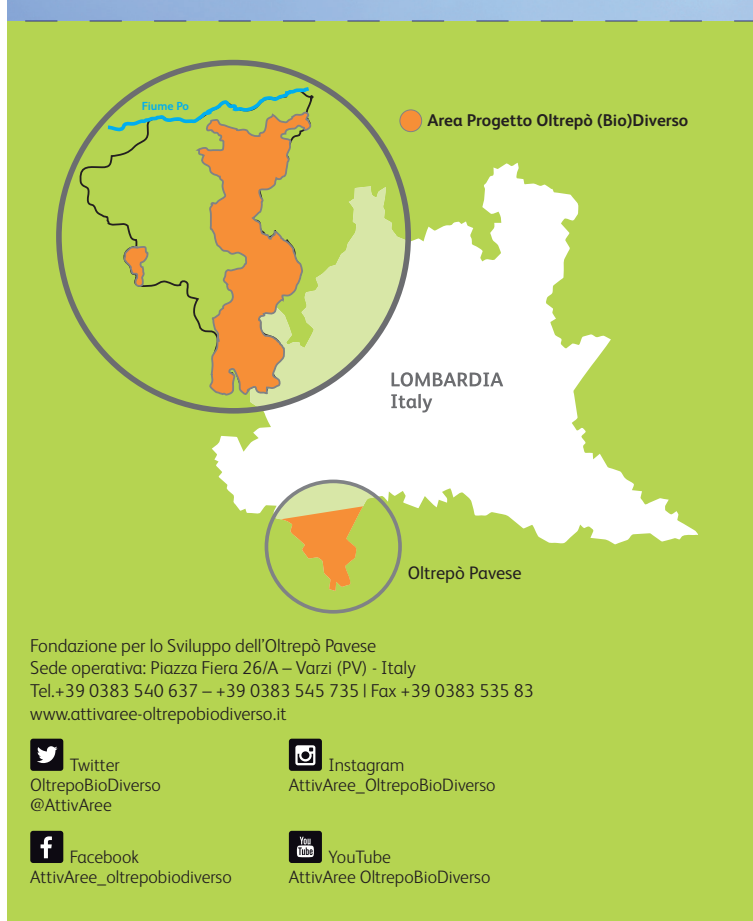 Fiume Po
Area Progetto Oltrepò (Bio)Diverso
LOMBARDIA
Italy
Oltrepò Pavese
Fondazione per lo Sviluppo dell'Oltrepò Pavese
Sede operativa: Piazza Fiera 26/A – Varzi (PV) - Italy
Tel.+39 0383 540 637 – +39 0383 545 735 | Fax +39 0383 535 83
www.attivaree-oltrepobiodiverso.it
Twitter
OltrepoBioDiverso
@AttivAree
Instagram
AttivAree_OltrepoBioDiverso
Facebook
AttivAree_oltrepobiodiverso
You
Tube
YouTube
AttivAree OltrepoBioDiverso